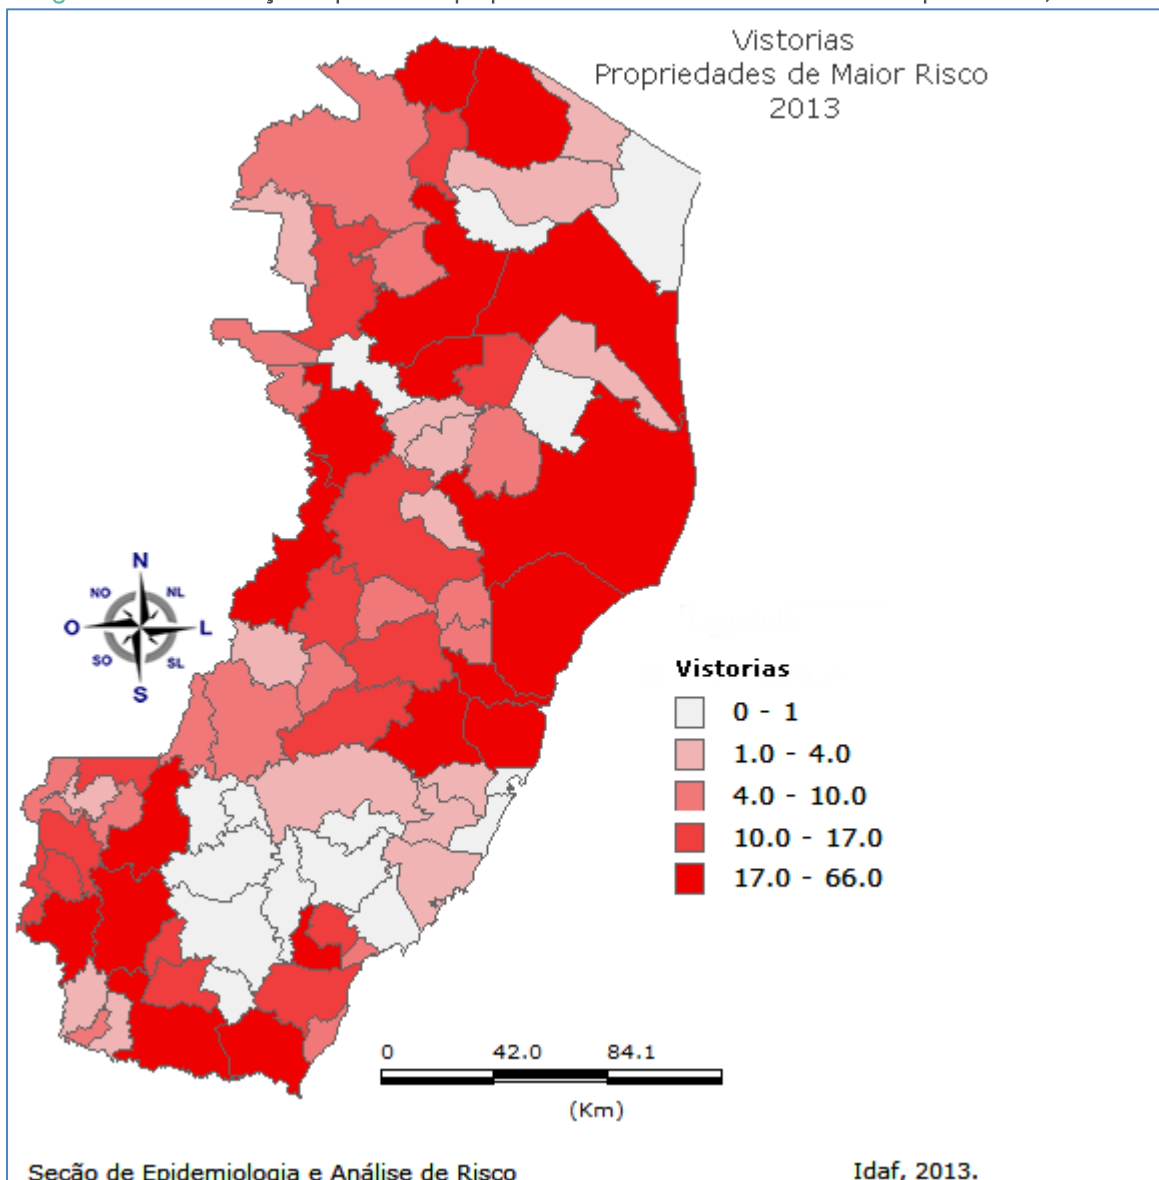 Vistorias
Propriedades de Maior Risco
2013
N
NO NL
O L
SO SL
S
Vistorias
0 - 1
1.0 - 4.0
4.0 - 10.0
10.0 - 17.0
17.0 - 66.0
0 42.0 84.1
(Km)
Seção de Epidemiologia e Análise de Risco Idaf, 2013.